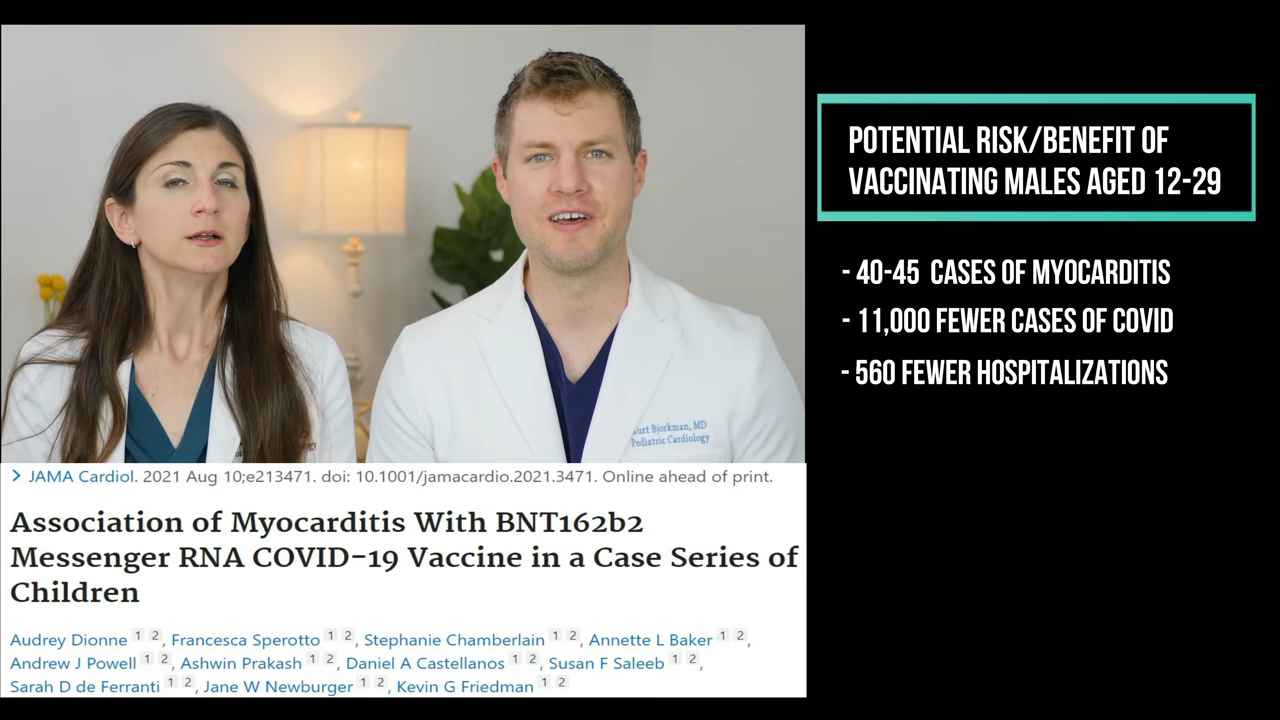 POTENTIAL RISK/BENEFIT OF
VACCINATING MALES AGED 12-29
- 40-45 CASES OF MYOCARDITIS
- 11,000 FEWER CASES OF COVID
- 560 FEWER HOSPITALIZATIONS
Bjorkman, MD
Pediatric Cardiology
> JAMA Cardiol. 2021 Aug 10;e213471. doi: 10.1001/jamacardio.2021.3471. Online ahead of print.
Association of Myocarditis With BNT162b2
Messenger RNA COVID-19 Vaccine in a Case Series of
Children
Audrey Dionne 1 2, Francesca Sperotto 1 2, Stephanie Chamberlain 1 2, Annette L Baker 1 2,
Andrew J Powell 1 2, Ashwin Prakash 1 2, Daniel A Castellanos 1 2, Susan F Saleeb 1 2,
Sarah D de Ferranti 1 2, Jane W Newburger 1 2, Kevin G Friedman 1 2